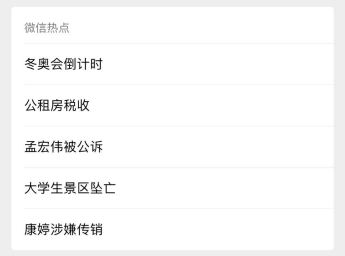 微信热点
冬奥会倒计时
公租房税收
孟宏伟被公诉
大学生景区坠亡
康婷涉嫌传销